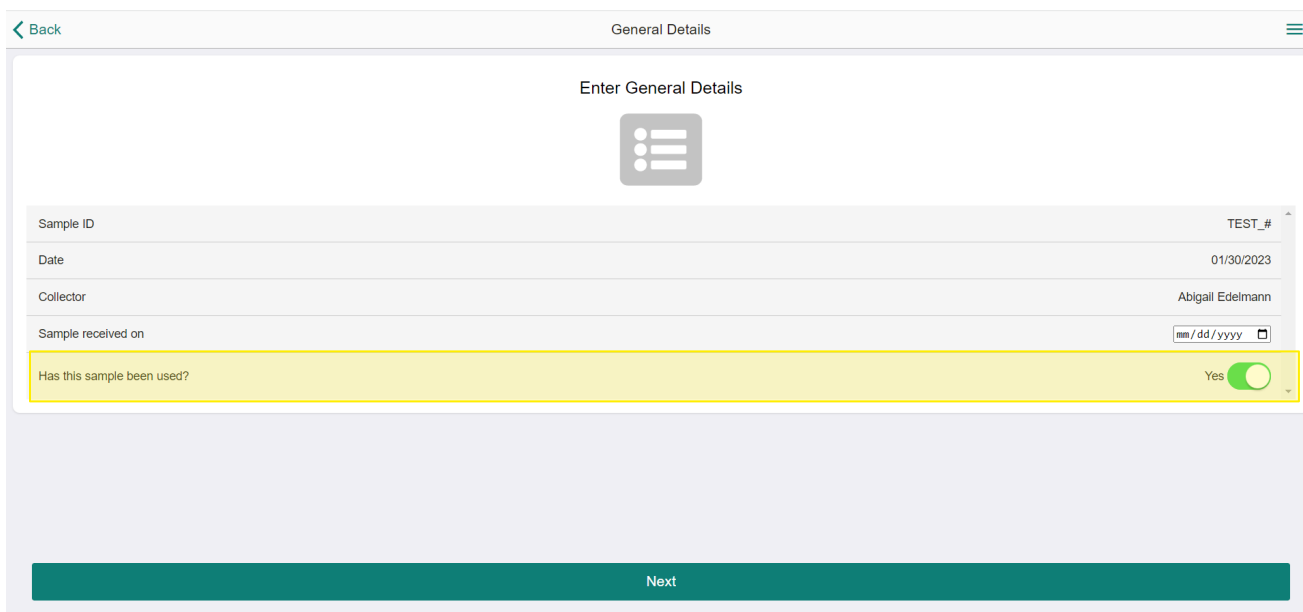 Back
General Details
Enter General Details
Sample ID TEST_#
Date 01/30/2023
Collector Abigail Edelmann
Sample received on mm/dd/yyyy
Has this sample been used? Yes
Next